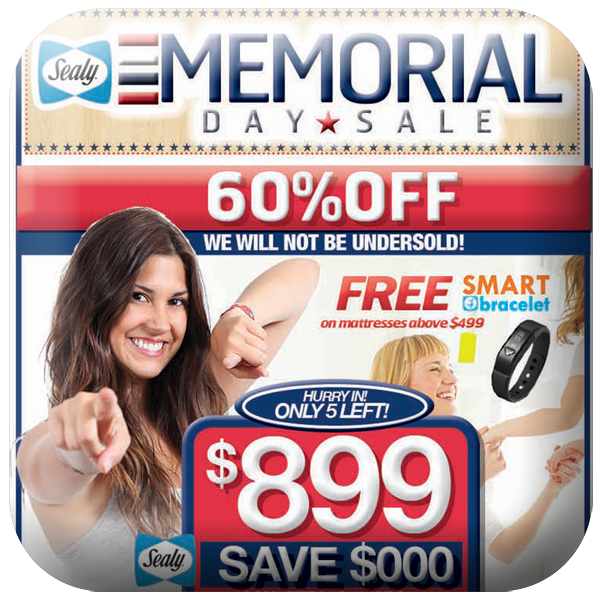 Sealy
MEMORIAL
DAY★SALE
60%OFF
WE WILL NOT BE UNDERSOLD!
FREE SMART
bracelet
on mattresses above $499
HURRY IN!
ONLY 5 LEFT!
$899
Sealy
SAVE $000